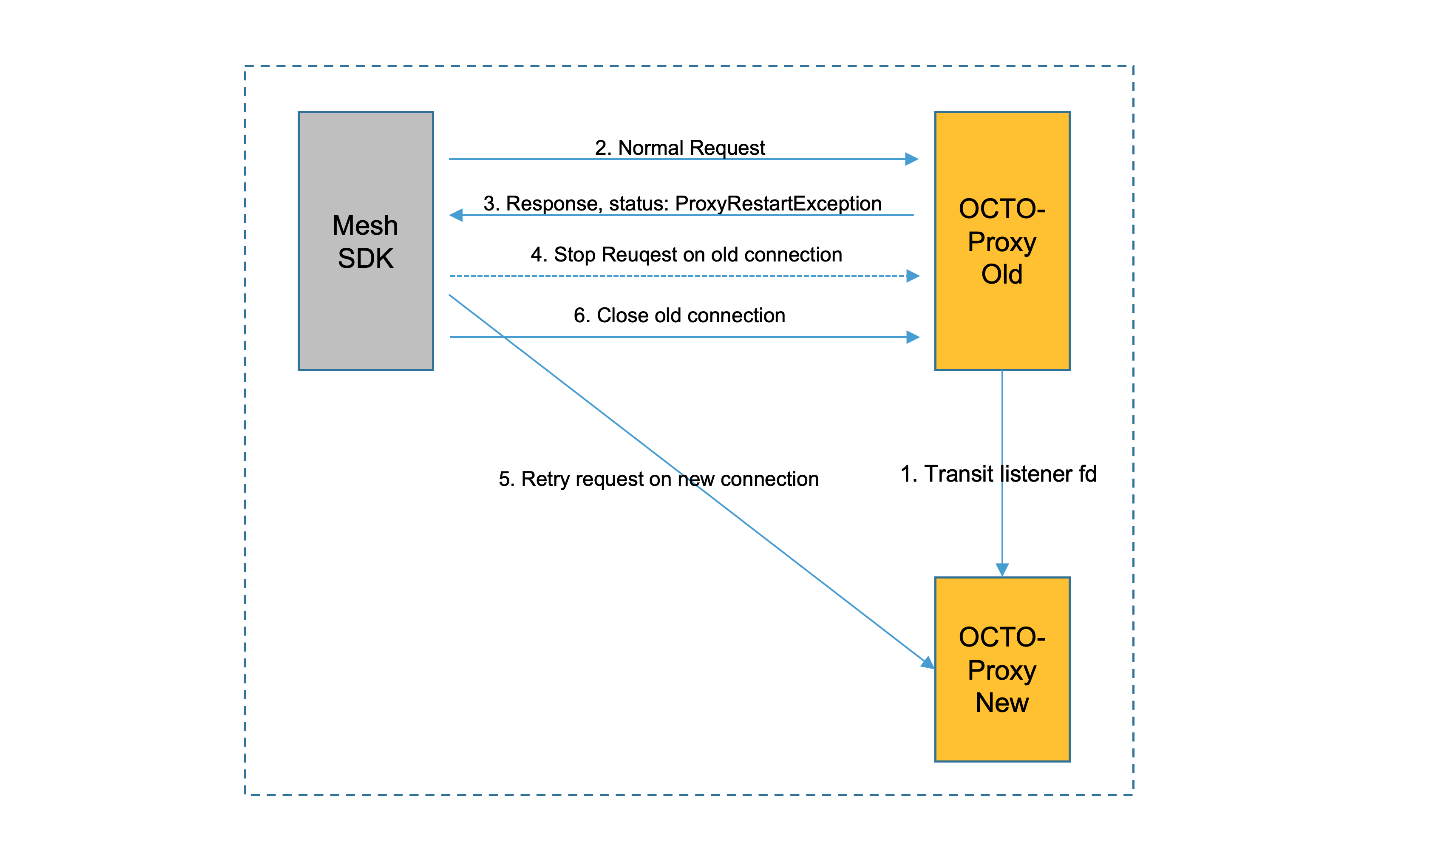 2. Normal Request
3. Response, status: ProxyRestartException
4. Stop Reuqest on old connection
6. Close old connection
Mesh
SDK
OCTO-
Proxy
Old
5. Retry request on new connection
1. Transit listener fd
OCTO-
Proxy
New